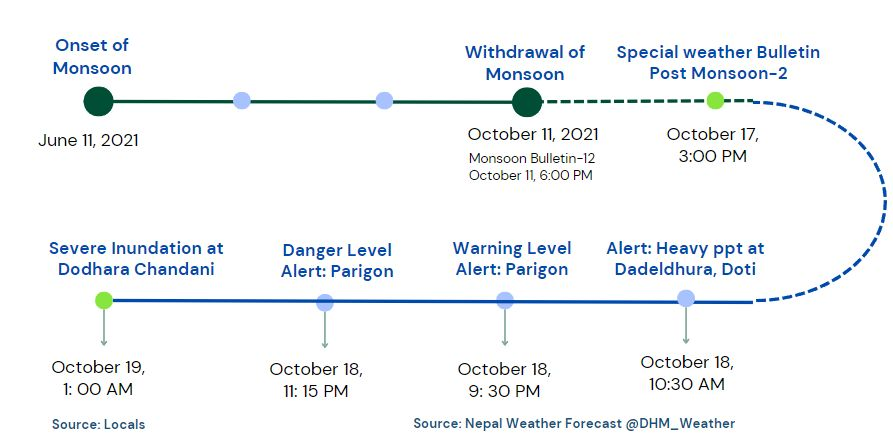 Onset of
Monsoon
June 11, 2021
Withdrawal of
Monsoon
October 11, 2021
Monsoon Bulletin-12
October 11, 6:00 PM
Special weather Bulletin
Post Monsoon-2
October 17,
3:00 PM
Severe Inundation at
Dodhara Chandani
October 19,
1: 00 AM
Source: Locals
Danger Level
Alert: Parigon
October 18,
11: 15 PM
Warning Level
Alert: Parigon
October 18,
9: 30 PM
Alert: Heavy ppt at
Dadeldhura, Doti
October 18,
10:30 AM
Source: Nepal Weather Forecast @DHM_Weather